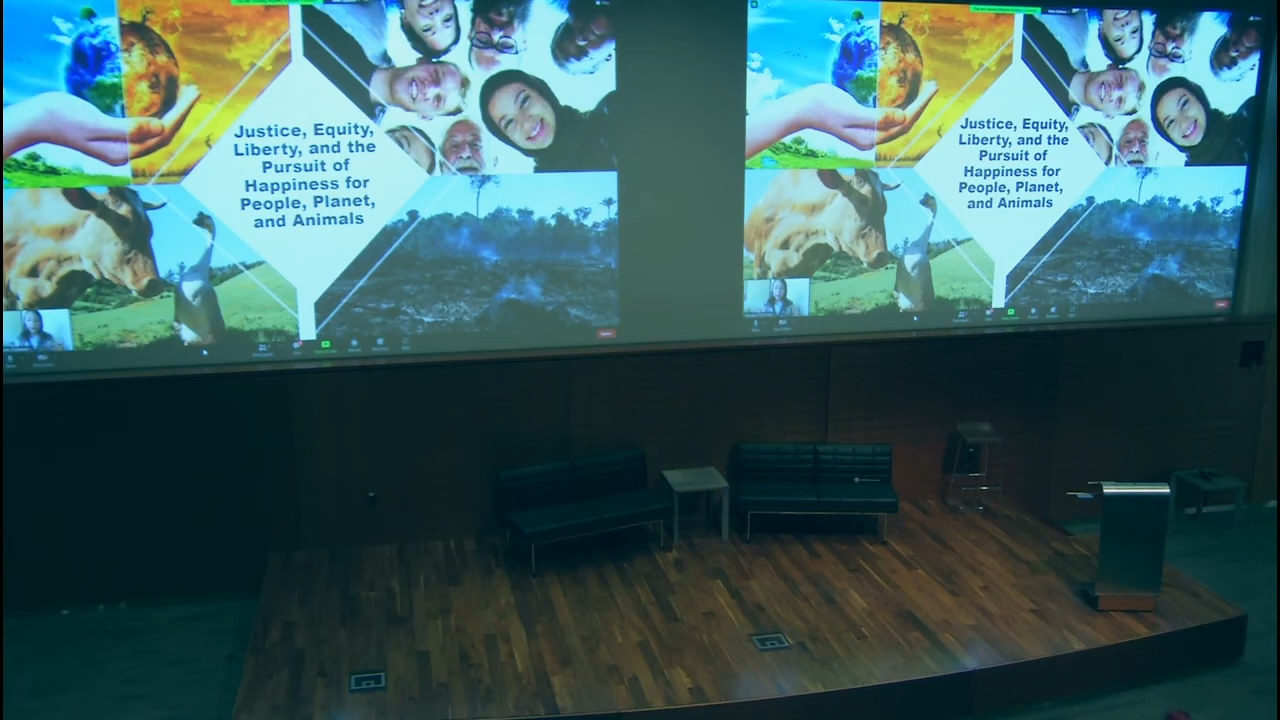 Justice, Equity,
Liberty, and the
Pursuit of
Happiness for
People, Planet,
and Animals
Justice, Equity,
Liberty, and the
Pursuit of
Happiness for
People, Planet,
and Animals